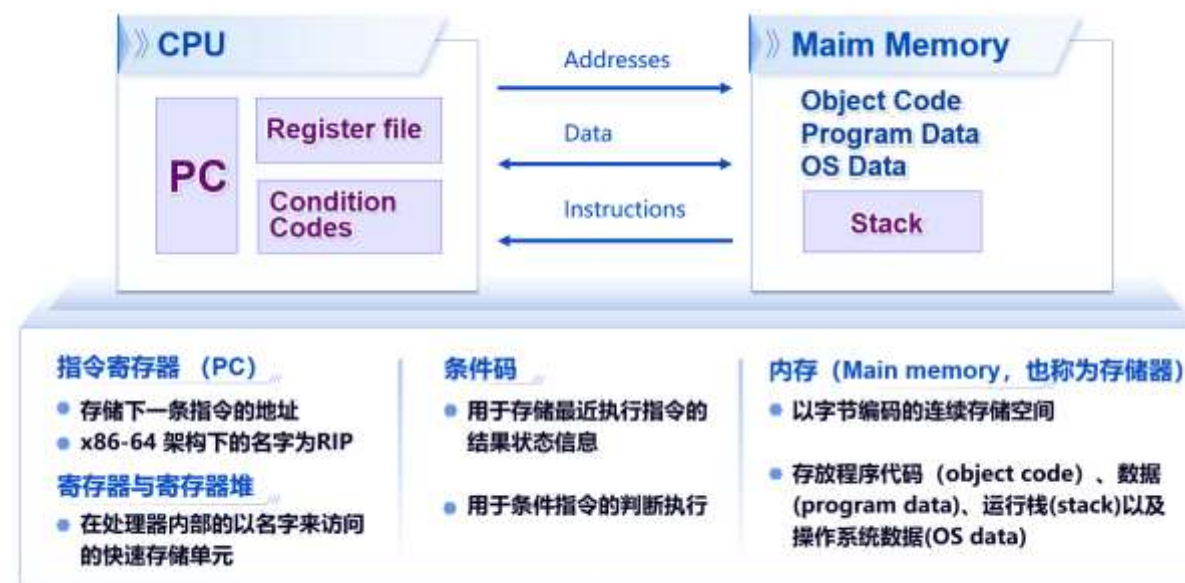 CPU
PC
Register file
Condition
Codes
Addresses
Data
Instructions
Maim Memory
Object Code
Program Data
OS Data
Stack
指令寄存器 （PC）
存储下一条指令的地址
x86-64 架构下的名字为RIP
寄存器与寄存器堆
在处理器内部的以名字来访问
的快速存储单元
条件码
用于存储最近执行指令的
结果状态信息
用于条件指令的判断执行
内存（Main memory，也称为存储器）
以字节编码的连续存储空间
存放程序代码（object code）、数据
(program data)、运行栈(stack)以及
操作系统数据(OS data)